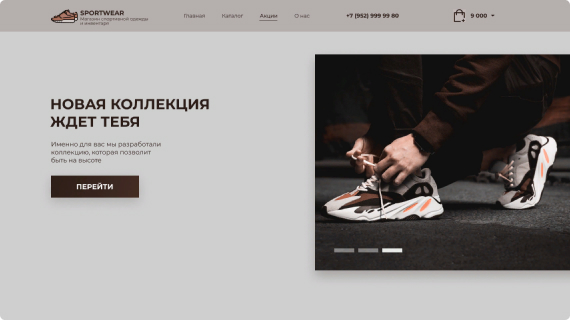 SPORTWEAR
Магазин спортивной одежды
и инвентаря
Главная
Каталог
Акции
О нас
+7 (952) 999 99 80
9 000
НОВАЯ КОЛЛЕКЦИЯ
ЖДЕТ ТЕБЯ
Именно для вас мы разработали
коллекцию, которая позволит
быть на высоте
ПЕРЕЙТИ